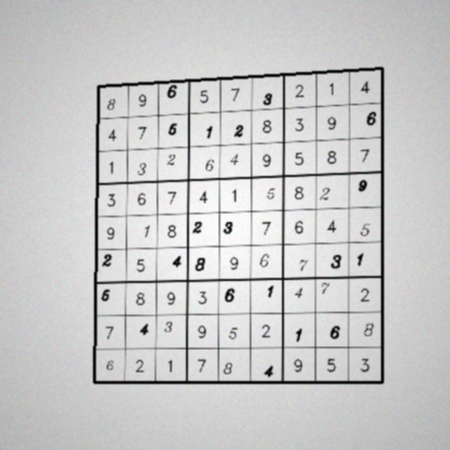 8 9 6 5 7 3 2 1 4
4 7 5 1 2 8 3 9 6
1 3 2 6 4 9 5 8 7
3 6 7 4 1 5 8 2 9
9 1 8 2 3 7 6 4 5
2 5 4 8 9 6 7 3 1
5 8 9 3 6 1 4 7 2
7 4 3 9 5 2 1 6 8
6 2 1 7 8 4 9 5 3